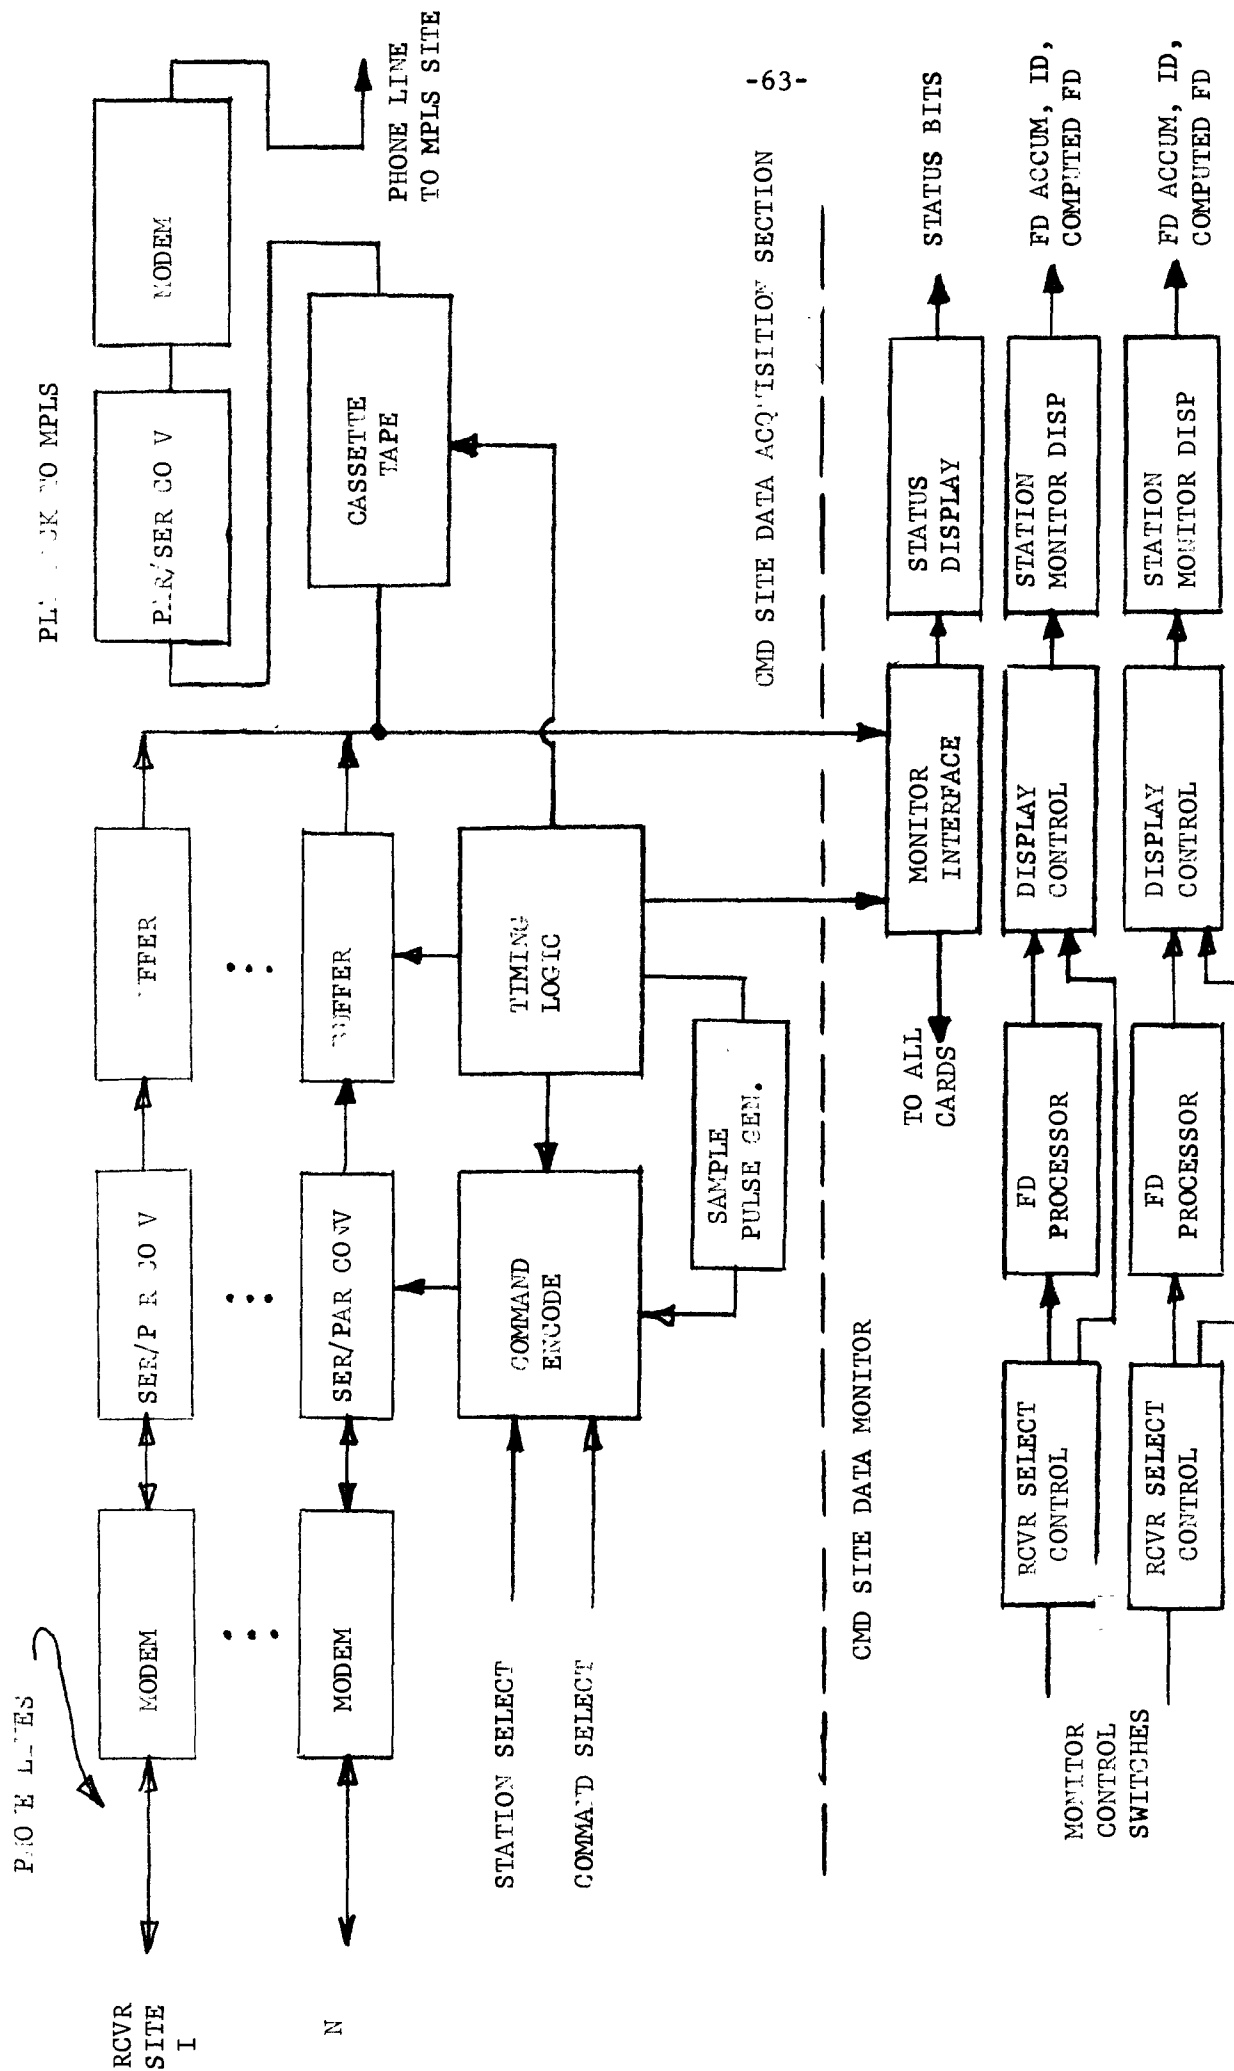 -63-
RCVR
SITE
I
N
MODEM
MODEM
SER/PAR CONV
STATION SELECT
COMMAND SELECT
COMMAND
ENCODE
TIMING
LOGIC
SAMPLE
PULSE GEN.
CASSETTE
TAPE
TO MPLS
MODEM
PHONE LINE
TO MPLS SITE
CMD SITE DATA ACQUISITION SECTION
CMD SITE DATA MONITOR
TO ALL
CARDS
MONITOR
INTERFACE
STATUS
DISPLAY
STATUS BITS
MONITOR
CONTROL
SWITCHES
RCVR SELECT
CONTROL
FD
PROCESSOR
DISPLAY
CONTROL
STATION
MONITOR DISP
FD ACCUM, ID,
COMPUTED FD
RCVR SELECT
CONTROL
FD
PROCESSOR
DISPLAY
CONTROL
STATION
MONITOR DISP
FD ACCUM, ID,
COMPUTED FD